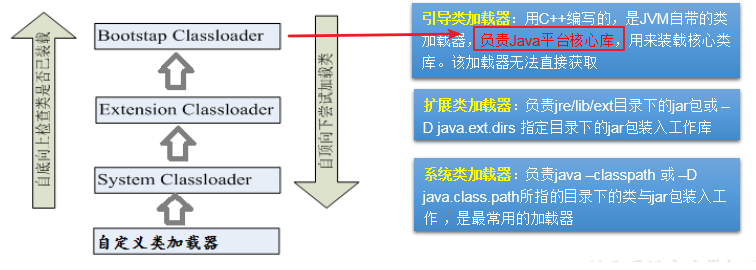 自底向上检查类是否已装载
Bootstap Classloader
Extension Classloader
System Classloader
自定义类加载器
自顶向下尝试加载类
引导类加载器：用C++编写的，是JVM自带的类
加载器，负责Java平台核心库，用来装载核心类
库。该加载器无法直接获取
扩展类加载器：负责jre/lib/ext目录下的jar包或 –
D java.ext.dirs 指定目录下的jar包装入工作库
系统类加载器：负责java –classpath 或 –D
java.class.path所指的目录下的类与jar包装入工
作 ，是最常用的加载器